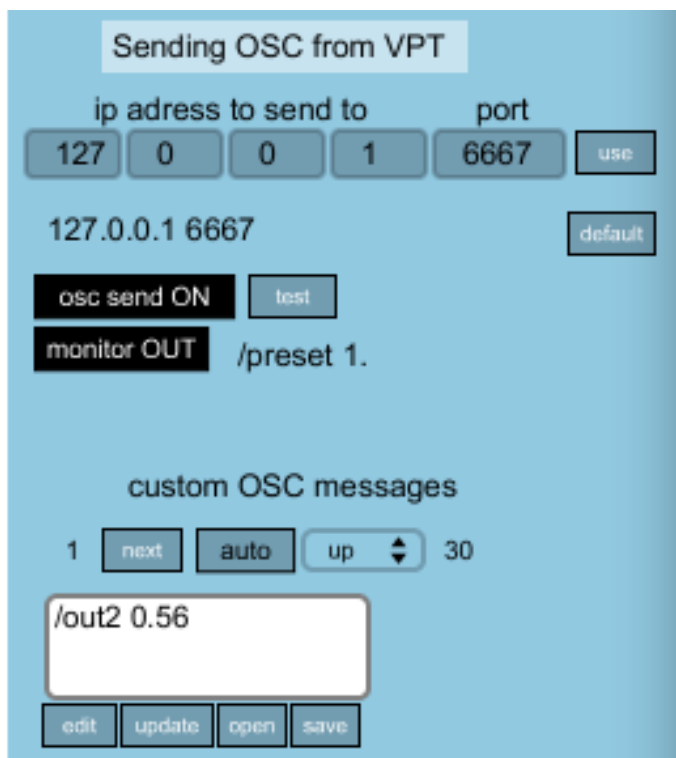 Sending OSC from VPT
ip adress to send to port
127 0 0 1 6667 use
127.0.0.1 6667 default
osc send ON test
monitor OUT /preset 1.
custom OSC messages
1 next auto up 30
/out2 0.56
edit update open save